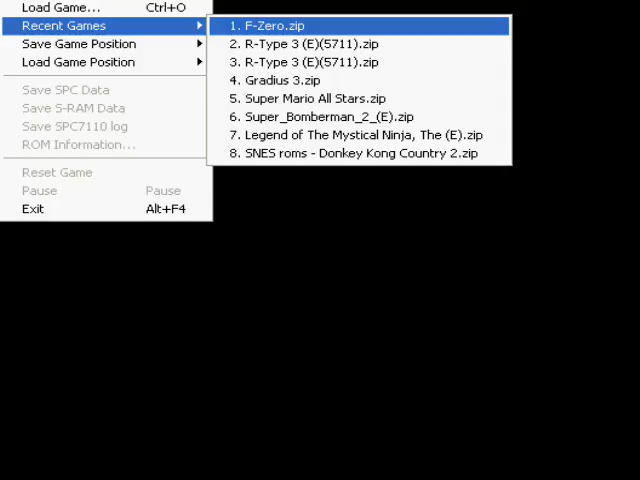 Load Game... Ctrl+O
Recent Games
Save Game Position
Load Game Position
Save SPC Data
Save S-RAM Data
Save SPC7110 log
ROM Information...
Reset Game
Pause Pause
Exit Alt+F4
1. F-Zero.zip
2. R-Type 3 (E)(5711).zip
3. R-Type 3 (E)(5711).zip
4. Gradius 3.zip
5. Super Mario All Stars.zip
6. Super_Bomberman_2_(E).zip
7. Legend of The Mystical Ninja, The (E).zip
8. SNES roms - Donkey Kong Country 2.zip